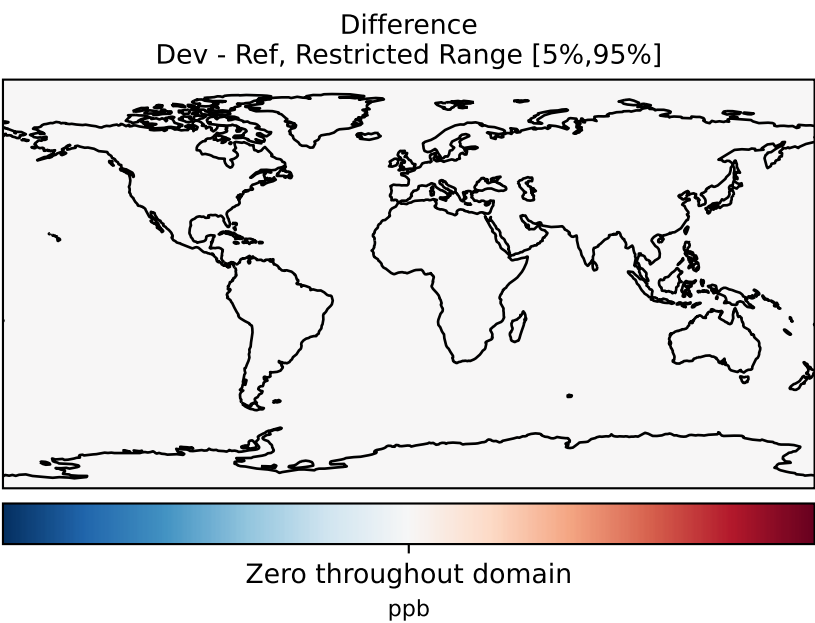 Difference
Dev - Ref, Restricted Range [5%,95%]
Zero throughout domain
ppb